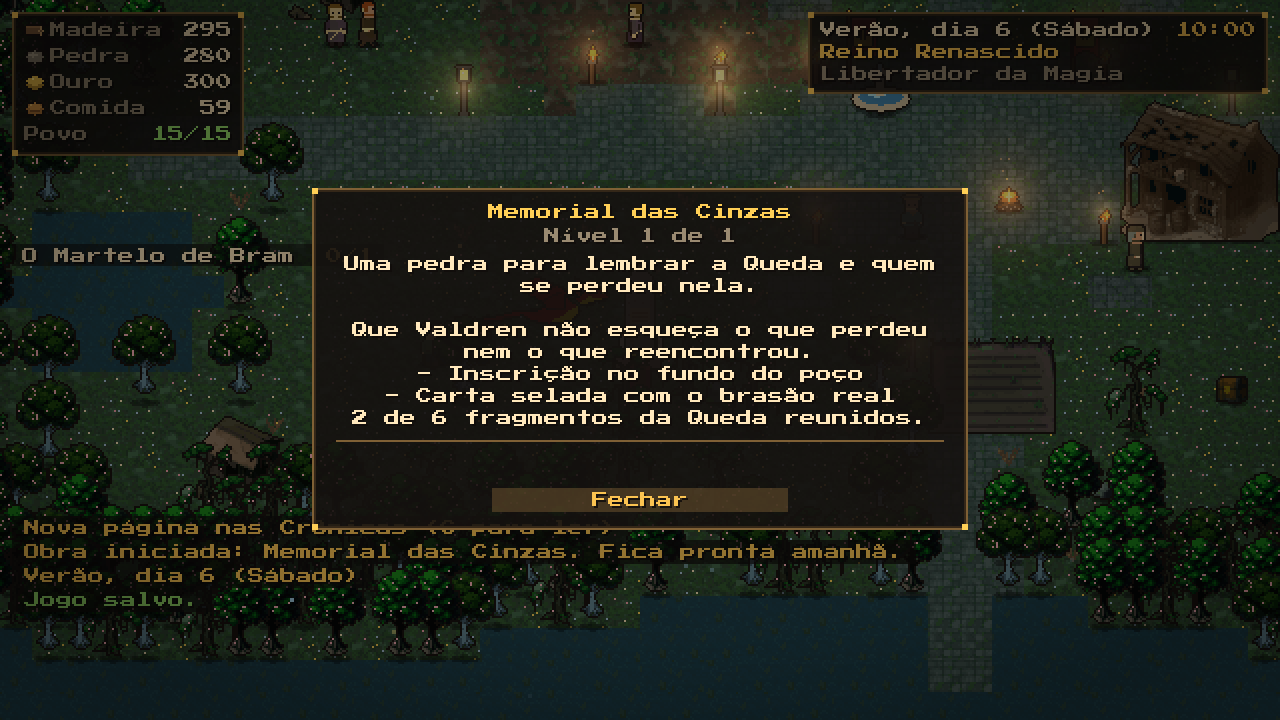 Madeira 295
Pedra 280
Ouro 300
Comida 59
Povo 15/15
Verão, dia 6 (Sábado) 10:00
Reino Renascido
Libertador da Magia
O Martelo de Bram
Memorial das Cinzas
Nível 1 de 1
Uma pedra para lembrar a Queda e quem
se perdeu nela.
Que Valdren não esqueça o que perdeu
nem o que reencontrou.
- Inscrição no fundo do poço
- Carta selada com o brasão real
2 de 6 fragmentos da Queda reunidos.
Fechar
Nova página nas Crônicas (C para ler)
Obra iniciada: Memorial das Cinzas. Fica pronta amanhã.
Verão, dia 6 (Sábado)
Jogo salvo.